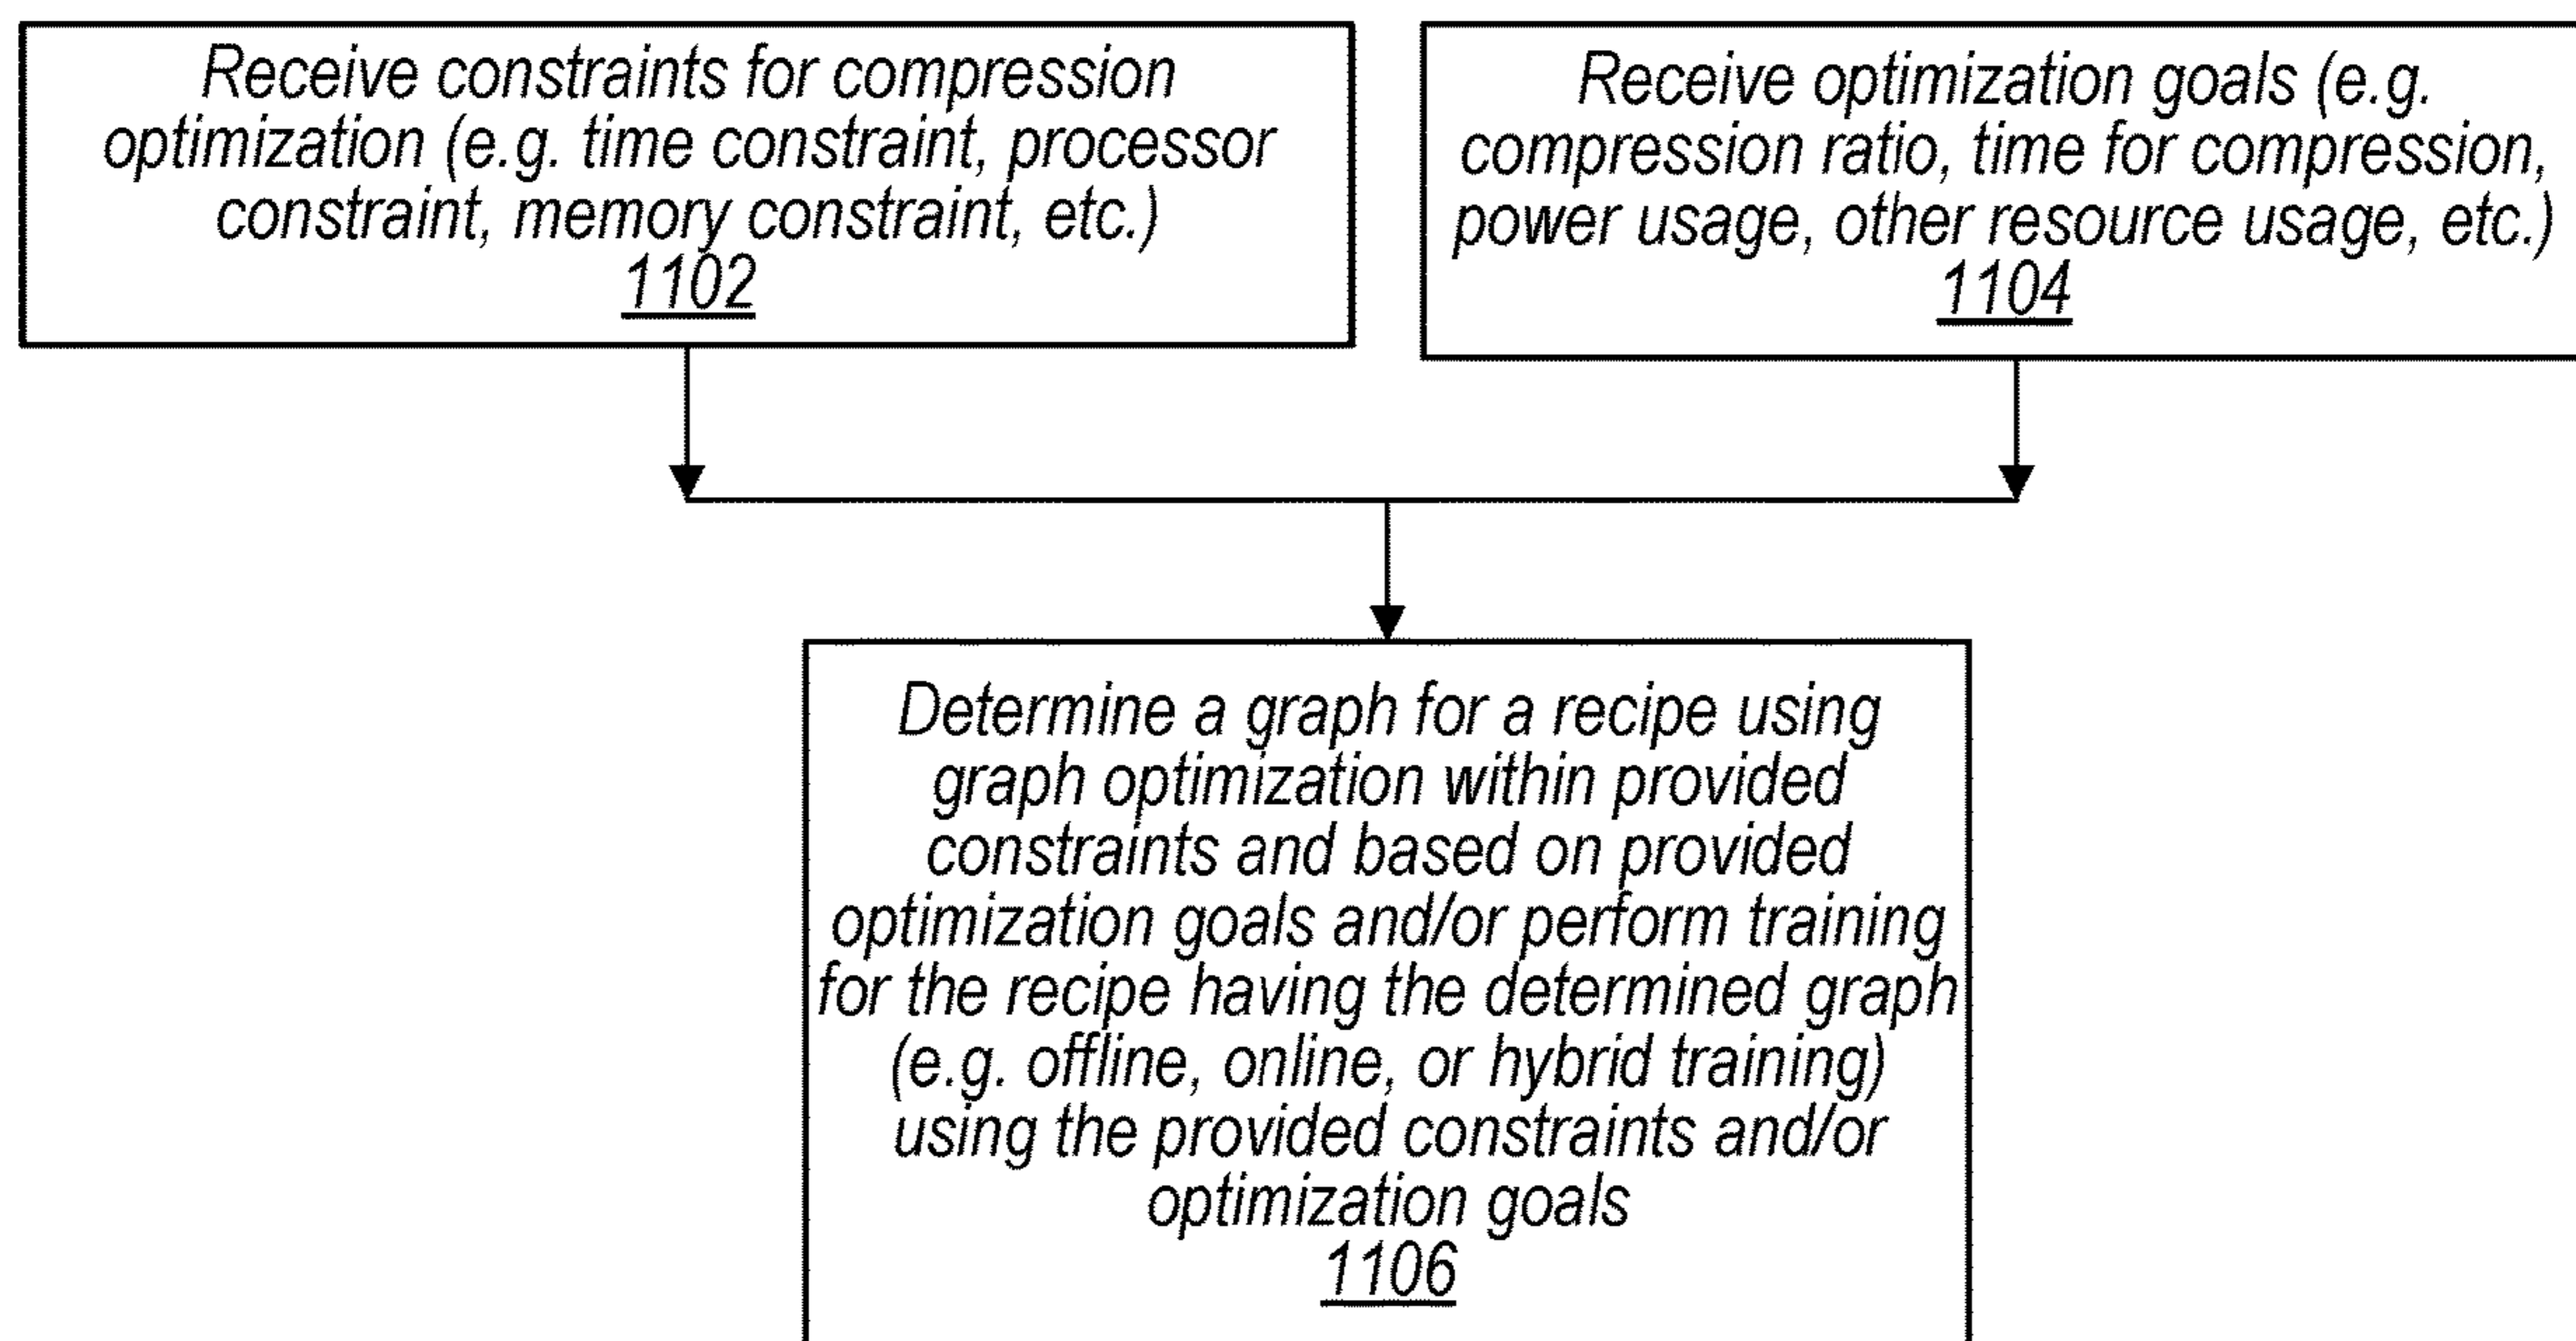 Receive constraints for compression
optimization (e.g. time constraint, processor
constraint, memory constraint, etc.)
1102
Receive optimization goals (e.g.
compression ratio, time for compression,
power usage, other resource usage, etc.)
1104
Determine a graph for a recipe using
graph optimization within provided
constraints and based on provided
optimization goals and/or perform training
for the recipe having the determined graph
(e.g. offline, online, or hybrid training)
using the provided constraints and/or
optimization goals
1106